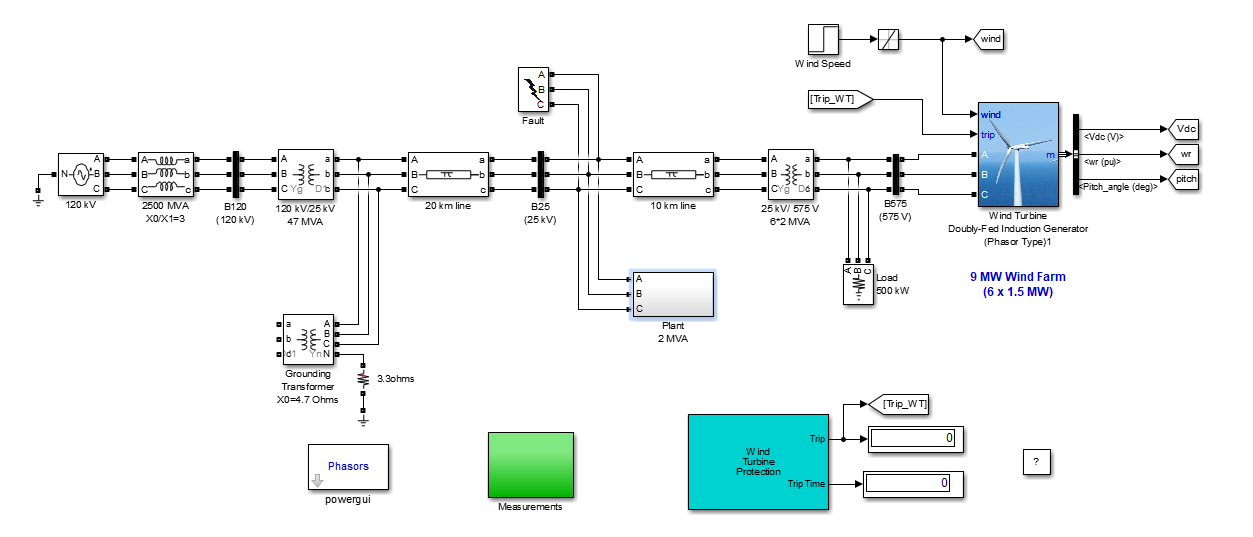 wind
Wind Speed
[Trip_WT]
A
B
C
Fault
wind
trip
A
B
C
m
<Vdc (V)>
<wr (pu)>
<Pitch_angle (deg)>
Vdc
wr
pitch
Wind Turbine
Doubly-Fed Induction Generator
(Phasor Type)1
N
A
B
C
120 kV
A
B
C
a
b
c
2500 MVA
X0/X1=3
A
B
C
a
b
c
B120
(120 kV)
A
B
C
Yg
D1
a
b
c
120 kV/25 kV
47 MVA
A
B
C
a
b
c
20 km line
A
B
C
a
b
c
B25
(25 kV)
A
B
C
a
b
c
10 km line
A
B
C
Yg
D1
a
b
c
25 kV/ 575 V
6*2 MVA
A
B
C
a
b
c
B575
(575 V)
A
B
C
Load
500 kW
9 MW Wind Farm
(6 x 1.5 MW)
A
B
C
Plant
2 MVA
a
b
c
d1
Yn
A
B
C
N
Grounding
Transformer
X0=4.7 Ohms
3.3ohms
Phasors
powergui
Measurements
Wind
Turbine
Protection
Trip
Trip Time
[Trip_WT]
0
0
?